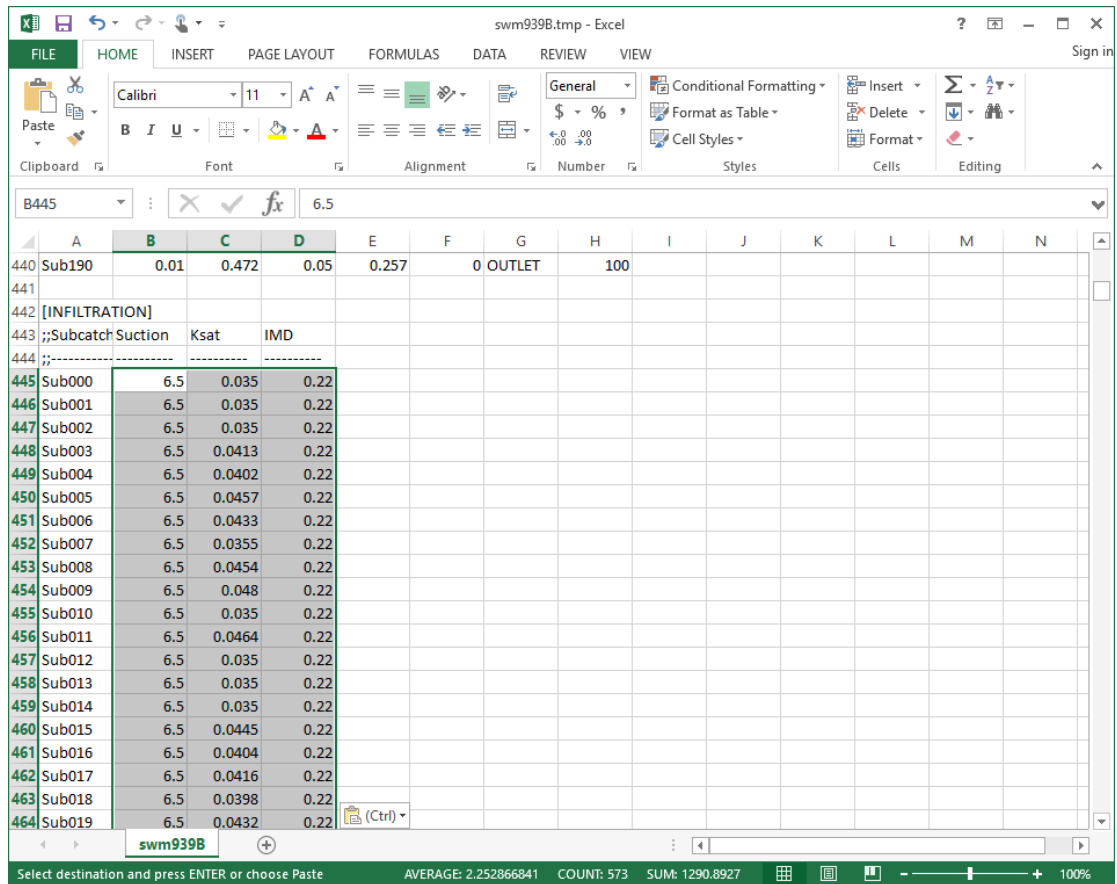 swm939B.tmp - Excel
FILE HOME INSERT PAGE LAYOUT FORMULAS DATA REVIEW VIEW Sign in
Paste
Calibri 11 A A
B I U A
General
$ % ,
.0 .00
.00 .0
Conditional Formatting
Format as Table
Cell Styles
Insert
Delete
Format
Clipboard Font Alignment Number Styles Cells Editing
B445 fx 6.5
A B C D E F G H I J K L M N
440 Sub190 0.01 0.472 0.05 0.257 0 OUTLET 100
441
442 [INFILTRATION]
443 ;;Subcatch Suction Ksat IMD
444 ;;----------- ---------- ---------- ----------
445 Sub000 6.5 0.035 0.22
446 Sub001 6.5 0.035 0.22
447 Sub002 6.5 0.035 0.22
448 Sub003 6.5 0.0413 0.22
449 Sub004 6.5 0.0402 0.22
450 Sub005 6.5 0.0457 0.22
451 Sub006 6.5 0.0433 0.22
452 Sub007 6.5 0.0355 0.22
453 Sub008 6.5 0.0454 0.22
454 Sub009 6.5 0.048 0.22
455 Sub010 6.5 0.035 0.22
456 Sub011 6.5 0.0464 0.22
457 Sub012 6.5 0.035 0.22
458 Sub013 6.5 0.035 0.22
459 Sub014 6.5 0.035 0.22
460 Sub015 6.5 0.0445 0.22
461 Sub016 6.5 0.0404 0.22
462 Sub017 6.5 0.0416 0.22
463 Sub018 6.5 0.0398 0.22
464 Sub019 6.5 0.0432 0.22
(Ctrl)
swm939B
Select destination and press ENTER or choose Paste AVERAGE: 2.252866841 COUNT: 573 SUM: 1290.8927 100%